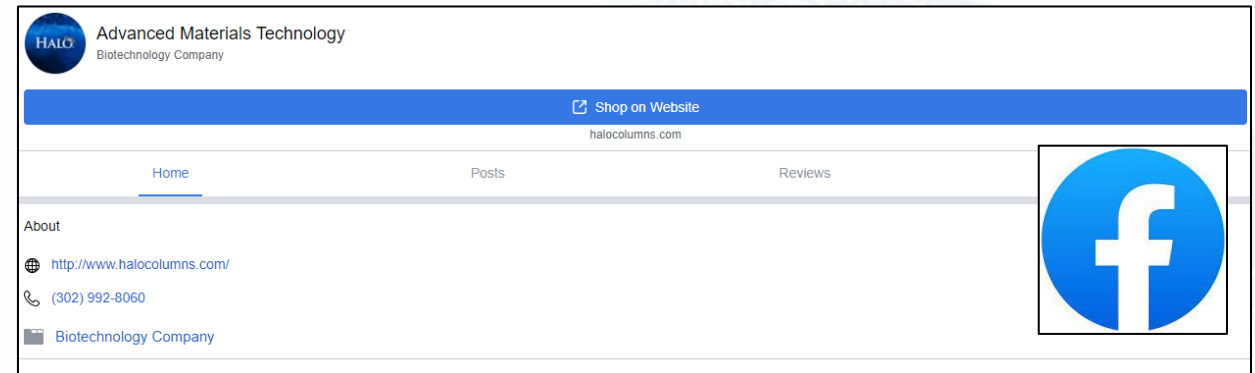 HALO
Advanced Materials Technology
Biotechnology Company
Shop on Website
halocolumns.com
Home Posts Reviews
About
http://www.halocolumns.com/
(302) 992-8060
Biotechnology Company